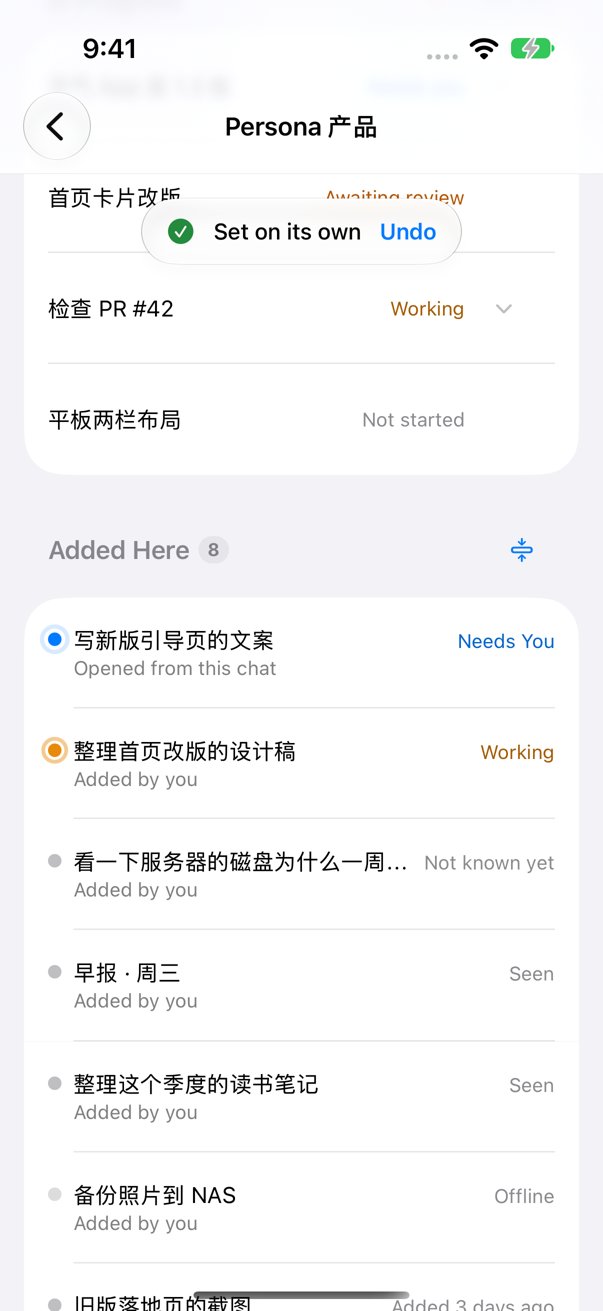 9:41
Persona 产品
首页卡片改版
Awaiting review
Set on its own
Undo
检查 PR #42
Working
平板两栏布局
Not started
Added Here 8
写新版引导页的文案
Needs You
Opened from this chat
整理首页改版的设计稿
Working
Added by you
看一下服务器的磁盘为什么一周…
Not known yet
Added by you
早报 · 周三
Seen
Added by you
整理这个季度的读书笔记
Seen
Added by you
备份照片到 NAS
Offline
Added by you
旧版落地页的截图
Added 3 days ago